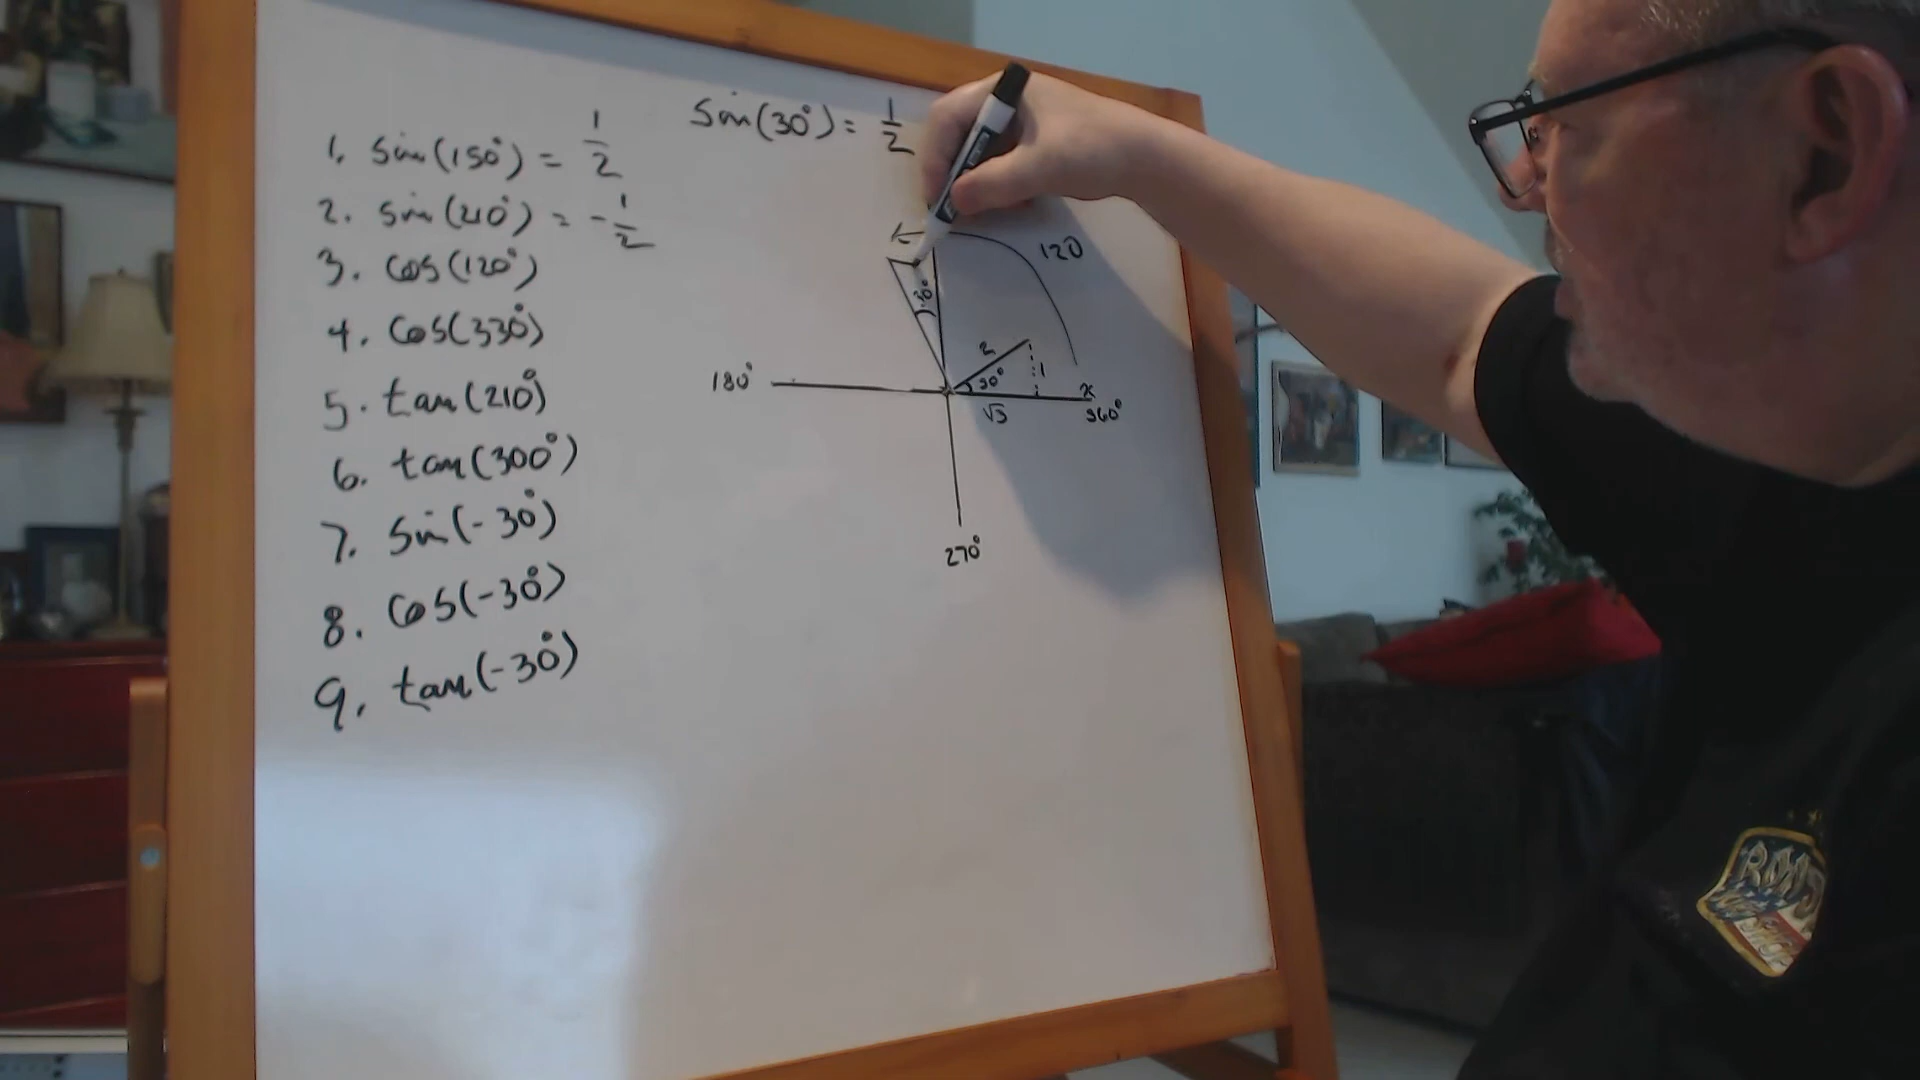 sin(30°) = 1/2
1. sin(150°) = 1/2
2. sin(210°) = -1/2
3. cos(120°)
4. cos(330°)
5. tan(210°)
6. tan(300°)
7. sin(-30°)
8. cos(-30°)
9. tan(-30°)
120
30°
2
1
30°
180°
x
√3
360°
270°